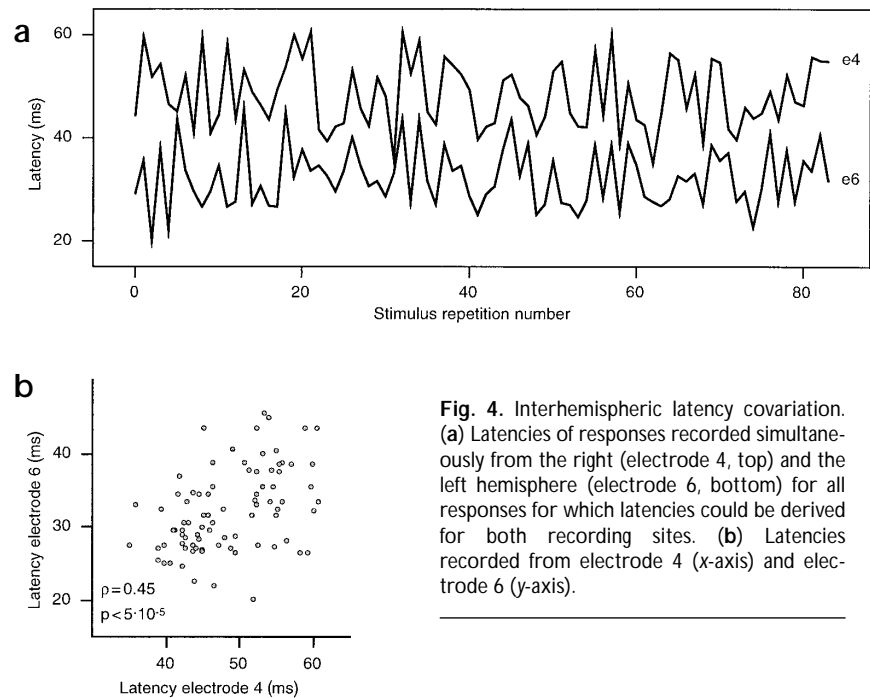 a
60
40
20
Latency (ms)
e4
e6
0 20 40 60 80
Stimulus repetition number
b
40
30
20
Latency electrode 6 (ms)
ρ=0.45
p<5·10-5
40 50 60
Latency electrode 4 (ms)
Fig. 4. Interhemispheric latency covariation.
(a) Latencies of responses recorded simultane-
ously from the right (electrode 4, top) and the
left hemisphere (electrode 6, bottom) for all
responses for which latencies could be derived
for both recording sites. (b) Latencies
recorded from electrode 4 (x-axis) and elec-
trode 6 (y-axis).